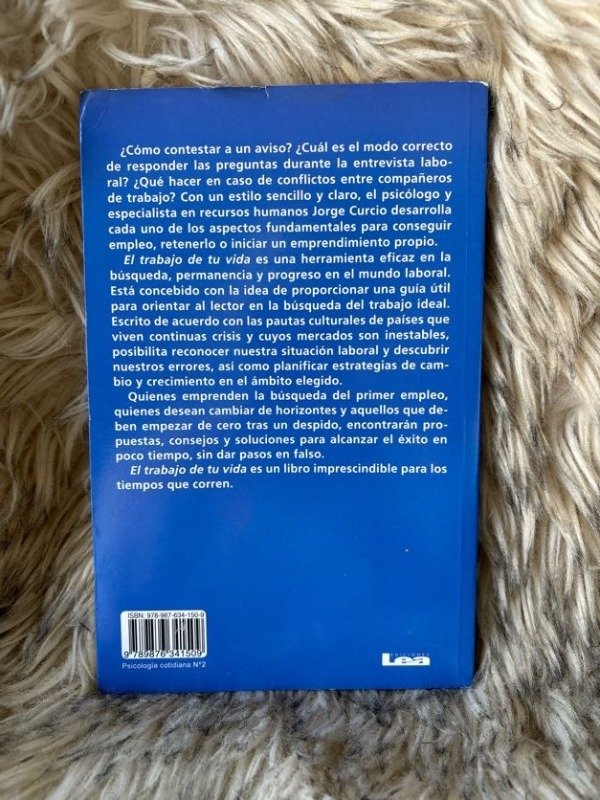 ¿Cómo contestar a un aviso? ¿Cuál es el modo correcto
de responder las preguntas durante la entrevista labo-
ral? ¿Qué hacer en caso de conflictos entre compañeros
de trabajo? Con un estilo sencillo y claro, el psicólogo y
especialista en recursos humanos Jorge Curcio desarrolla
cada uno de los aspectos fundamentales para conseguir
empleo, retenerlo o iniciar un emprendimiento propio.
El trabajo de tu vida es una herramienta eficaz en la
búsqueda, permanencia y progreso en el mundo laboral.
Está concebido con la idea de proporcionar una guía útil
para orientar al lector en la búsqueda del trabajo ideal.
Escrito de acuerdo con las pautas culturales de países que
viven continuas crisis y cuyos mercados son inestables,
posibilita reconocer nuestra situación laboral y descubrir
nuestros errores, así como planificar estrategias de cam-
bio y crecimiento en el ámbito elegido.
Quienes emprenden la búsqueda del primer empleo,
quienes desean cambiar de horizontes y aquellos que de-
ben empezar de cero tras un despido, encontrarán pro-
puestas, consejos y soluciones para alcanzar el éxito en
poco tiempo, sin dar pasos en falso.
El trabajo de tu vida es un libro imprescindible para los
tiempos que corren.
ISBN: 978-987-634-150-9
9 789876 341509
Psicología cotidiana N°2
EDICIONES
Lea